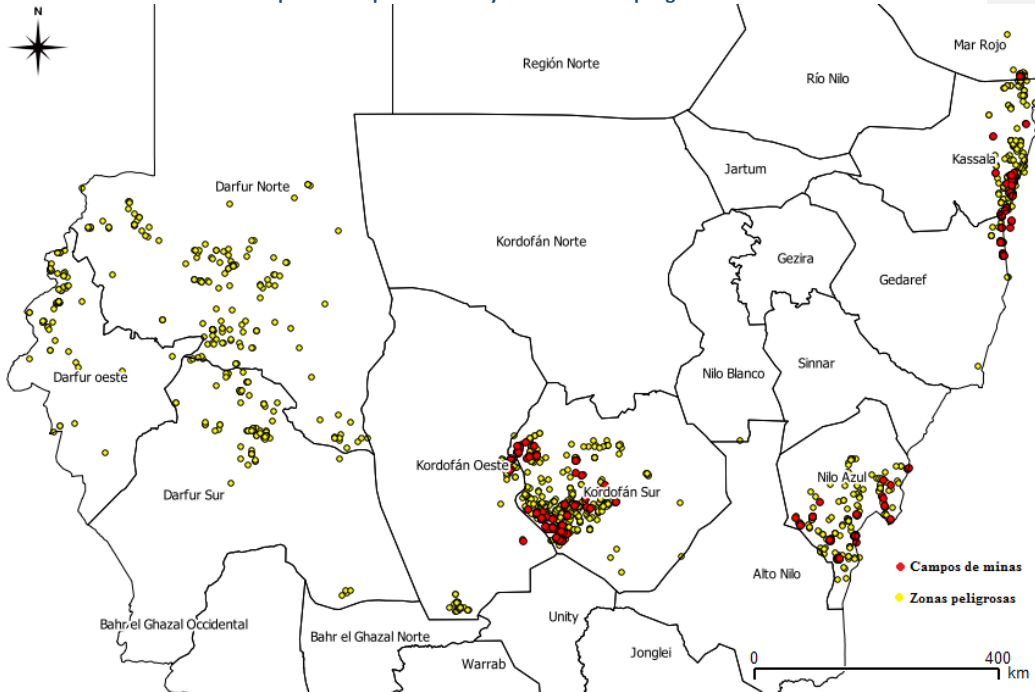 N
Mar Rojo
Región Norte
Río Nilo
Kassala
Jartum
Darfur Norte
Kordofán Norte
Gezira
Gedaref
Sinnar
Nilo Blanco
Darfur oeste
Kordofán Oeste
Nilo Azul
Kordofán Sur
Darfur Sur
Campos de minas
Alto Nilo
Zonas peligrosas
Bahr el Ghazal Occidental
Unity
Bahr el Ghazal Norte
Jonglei
Warrab
0 400
km